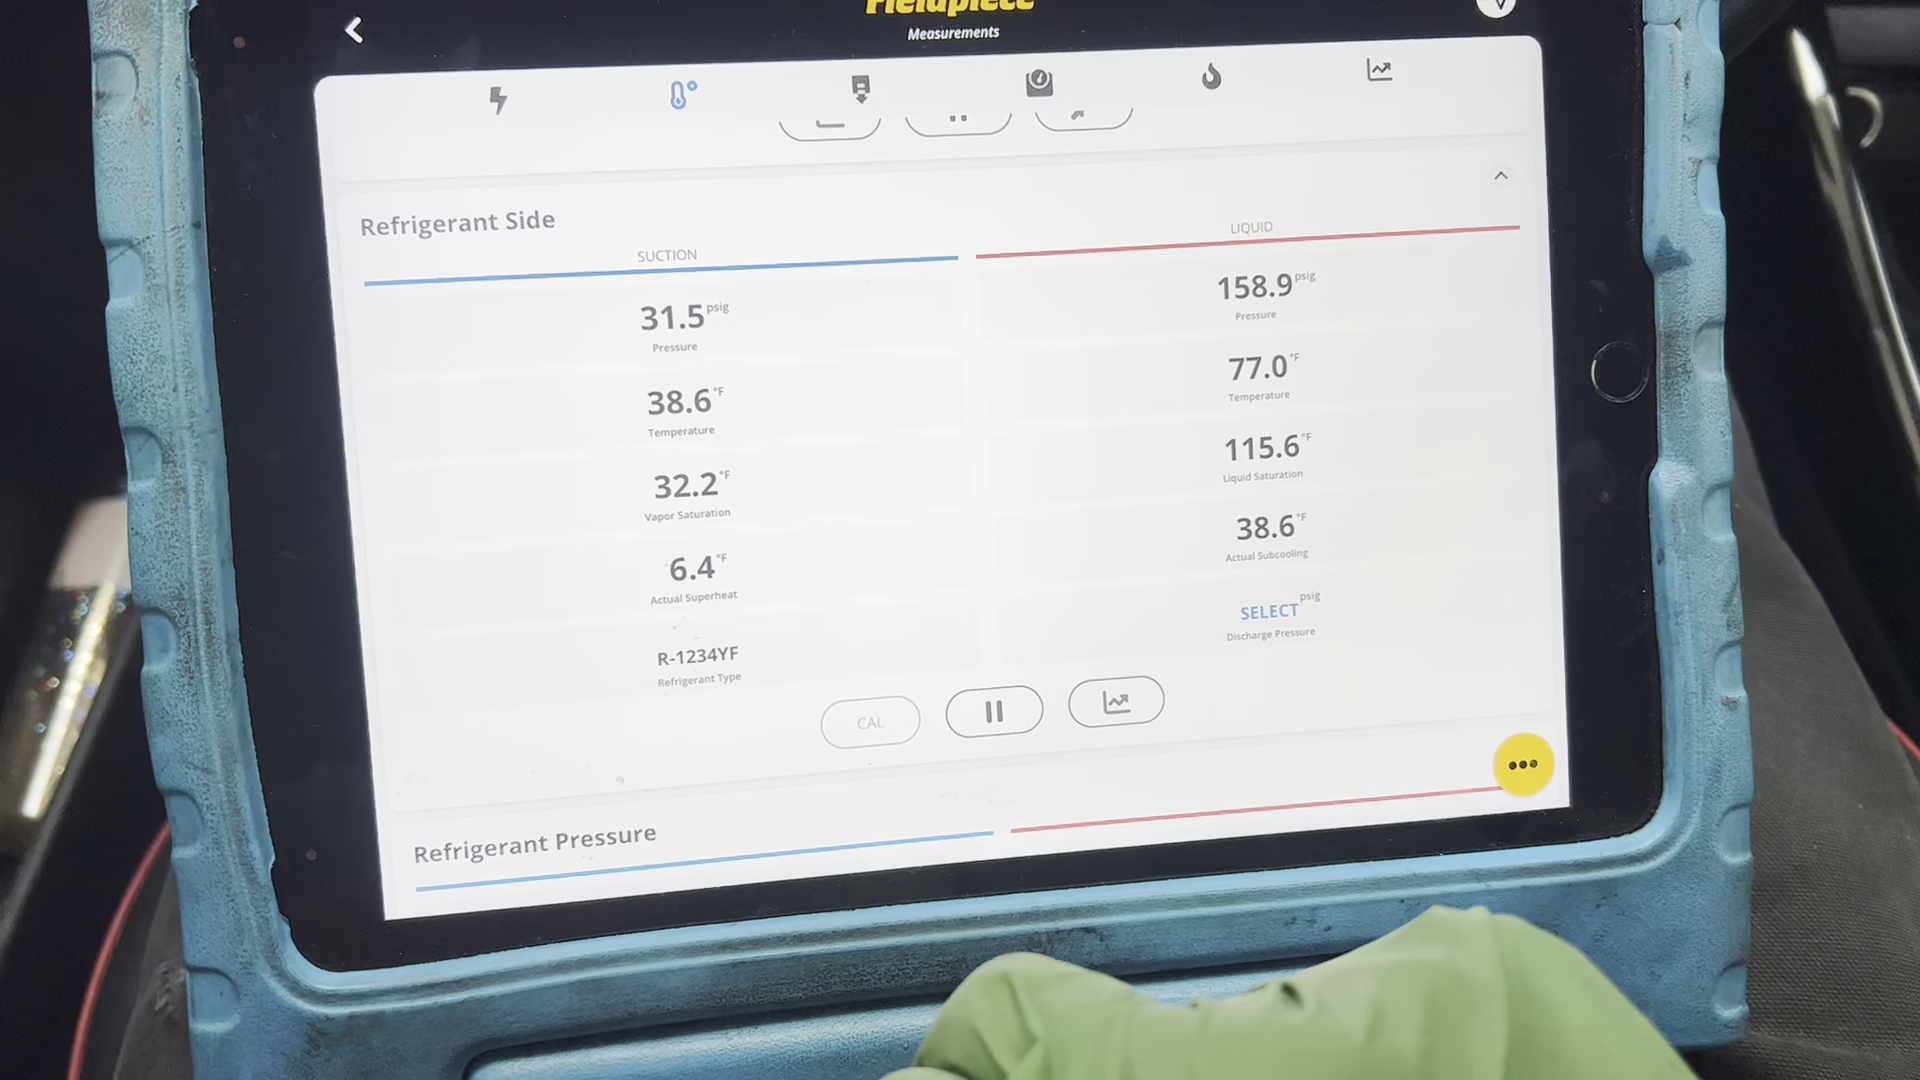 Fieldpiece
Measurements
Refrigerant Side
SUCTION
LIQUID
31.5 psig
Pressure
38.6 °F
Temperature
32.2 °F
Vapor Saturation
6.4 °F
Actual Superheat
R-1234YF
Refrigerant Type
158.9 psig
Pressure
77.0 °F
Temperature
115.6 °F
Liquid Saturation
38.6 °F
Actual Subcooling
SELECT psig
Discharge Pressure
CAL
Refrigerant Pressure